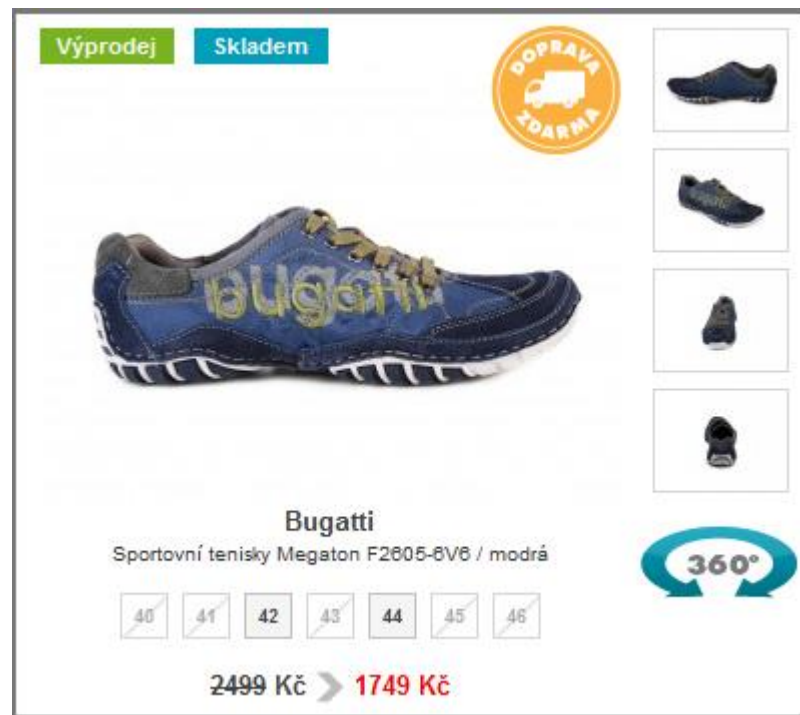 Výprodej
Skladem
DOPRAVA
ZDARMA
bugatti
bugatti
Bugatti
Sportovní tenisky Megaton F2605-6V6 / modrá
40 41 42 43 44 45 46
2499 Kč 1749 Kč
360°